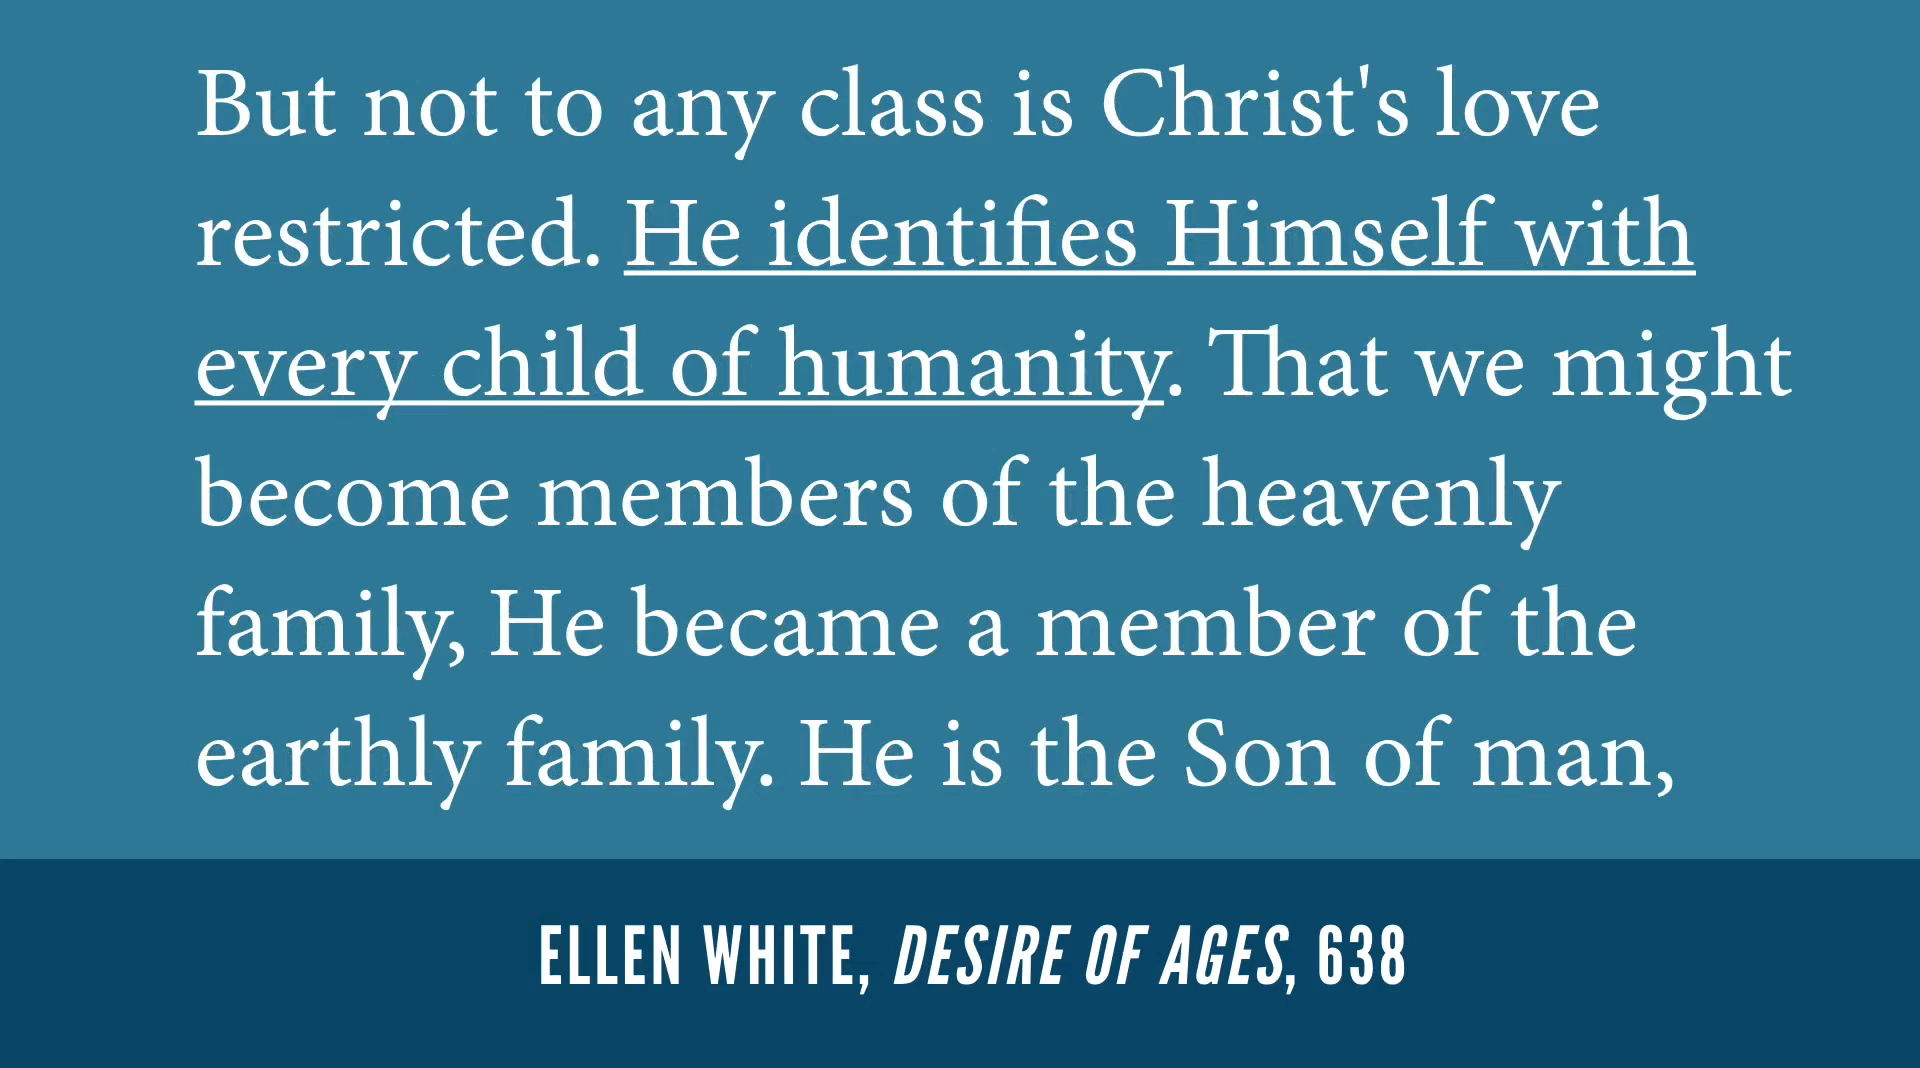 But not to any class is Christ's love
restricted. He identifies Himself with
every child of humanity. That we might
become members of the heavenly
family, He became a member of the
earthly family. He is the Son of man,
ELLEN WHITE, DESIRE OF AGES, 638